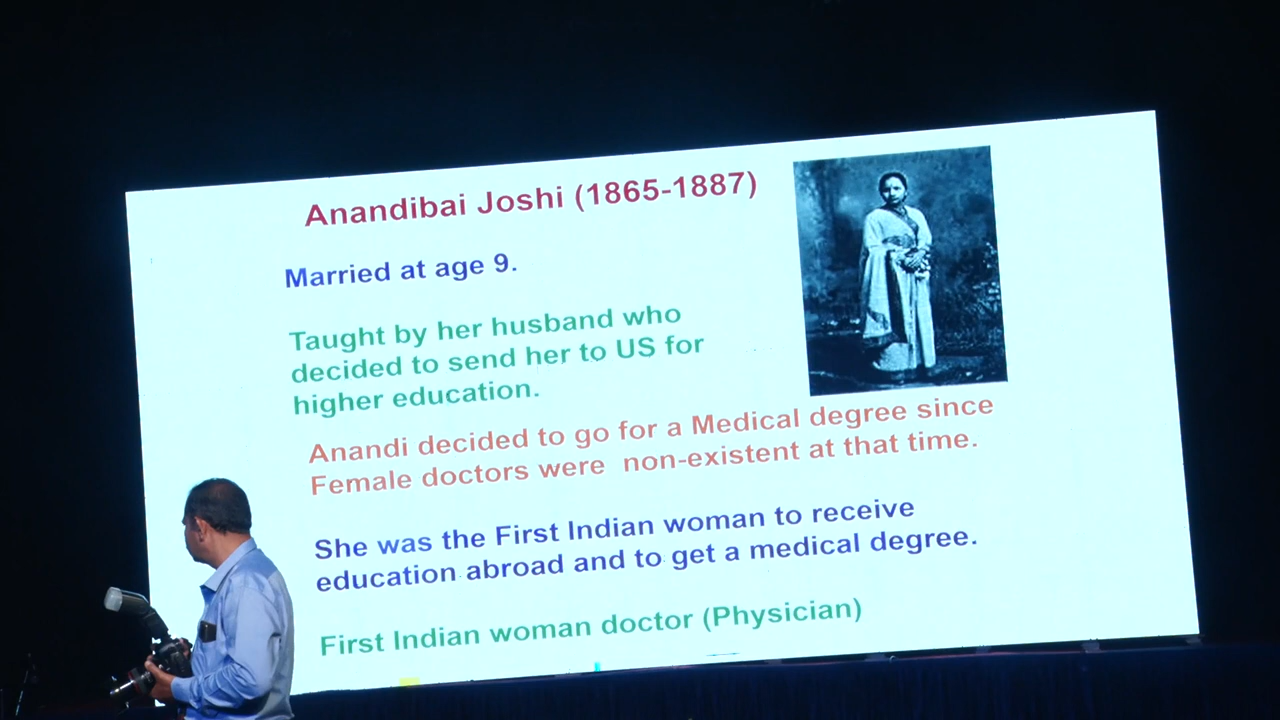 Anandibai Joshi (1865-1887)
Married at age 9.
Taught by her husband who
decided to send her to US for
higher education.
Anandi decided to go for a Medical degree since
Female doctors were non-existent at that time.
She was the First Indian woman to receive
education abroad and to get a medical degree.
First Indian woman doctor (Physician)